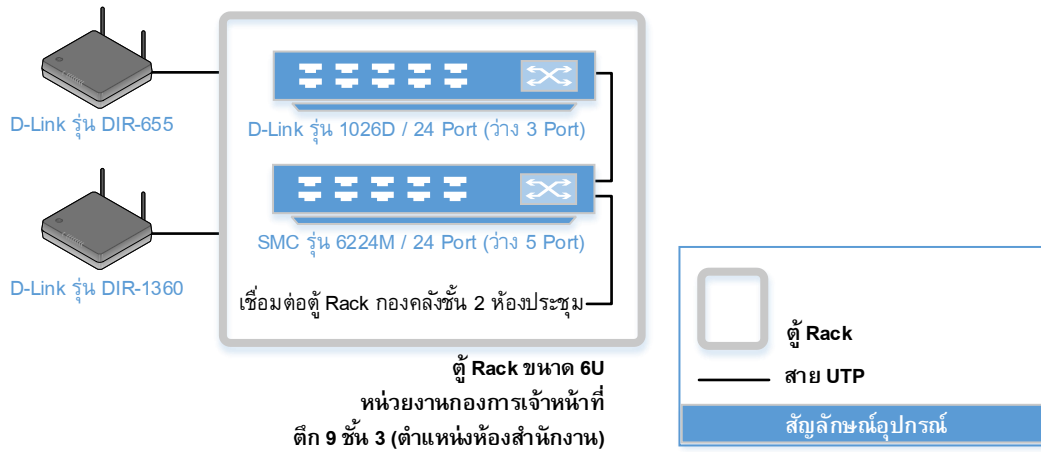 D-Link รุ่น DIR-655
D-Link รุ่น 1026D / 24 Port (ว่าง 3 Port)
SMC รุ่น 6224M / 24 Port (ว่าง 5 Port)
D-Link รุ่น DIR-1360
เชื่อมต่อตู้ Rack กองคลังชั้น 2 ห้องประชุม
ตู้ Rack ขนาด 6U
หน่วยงานกองการเจ้าหน้าที่
ตึก 9 ชั้น 3 (ตำแหน่งห้องสำนักงาน)
ตู้ Rack
สาย UTP
สัญลักษณ์อุปกรณ์